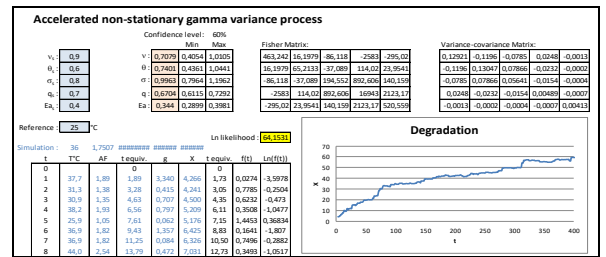 Accelerated non-stationary gamma variance process
Confidence level: 60%
Min Max Fisher Matrix: Variance-covariance Matrix:
νs : 0,9 ν : 0,7079 0,4054 1,0105 463,242 16,1979 -86,118 -2583 -295,02 0,12921 -0,1196 -0,0785 0,0248 -0,0013
θs : 0,6 θ : 0,7401 0,4361 1,0441 16,1979 65,2133 -37,089 114,02 23,9541 -0,1196 0,13047 0,07866 -0,0232 -0,0002
σs : 0,8 σ : 0,9963 0,7964 1,1962 -86,118 -37,089 194,552 892,606 140,159 -0,0785 0,07866 0,05641 -0,0154 -0,0004
qs : 0,7 q : 0,6704 0,6115 0,7292 -2583 114,02 892,606 16943 2123,17 0,0248 -0,0232 -0,0154 0,00489 -0,0007
Eas : 0,4 Ea : 0,344 0,2899 0,3981 -295,02 23,9541 140,159 2123,17 520,559 -0,0013 -0,0002 -0,0004 -0,0007 0,00413
Reference : 25 °C
Ln likelihood : 64,1531
Simulation : 36 1,7507 ######## ###### ######
t T°C AF t equiv. g X t equiv. f(t) Ln(f(t))
0 0 0
1 37,7 1,89 1,89 3,340 4,266 1,73 0,0274 -3,5978
2 31,3 1,38 3,28 0,415 4,241 3,05 0,7785 -0,2504
3 30,9 1,35 4,63 0,707 4,500 4,35 0,6232 -0,473
4 38,2 1,93 6,56 0,797 5,209 6,11 0,3508 -1,0477
5 25,9 1,05 7,61 0,062 5,176 7,15 1,4453 0,36834
6 36,9 1,82 9,43 1,357 6,425 8,83 0,1641 -1,807
7 36,9 1,82 11,25 0,084 6,326 10,50 0,7496 -0,2882
8 44,0 2,54 13,79 0,472 7,031 12,73 0,3493 -1,0517
Degradation
X
70
60
50
40
30
20
10
0
0 50 100 150 200 250 300 350 400
t